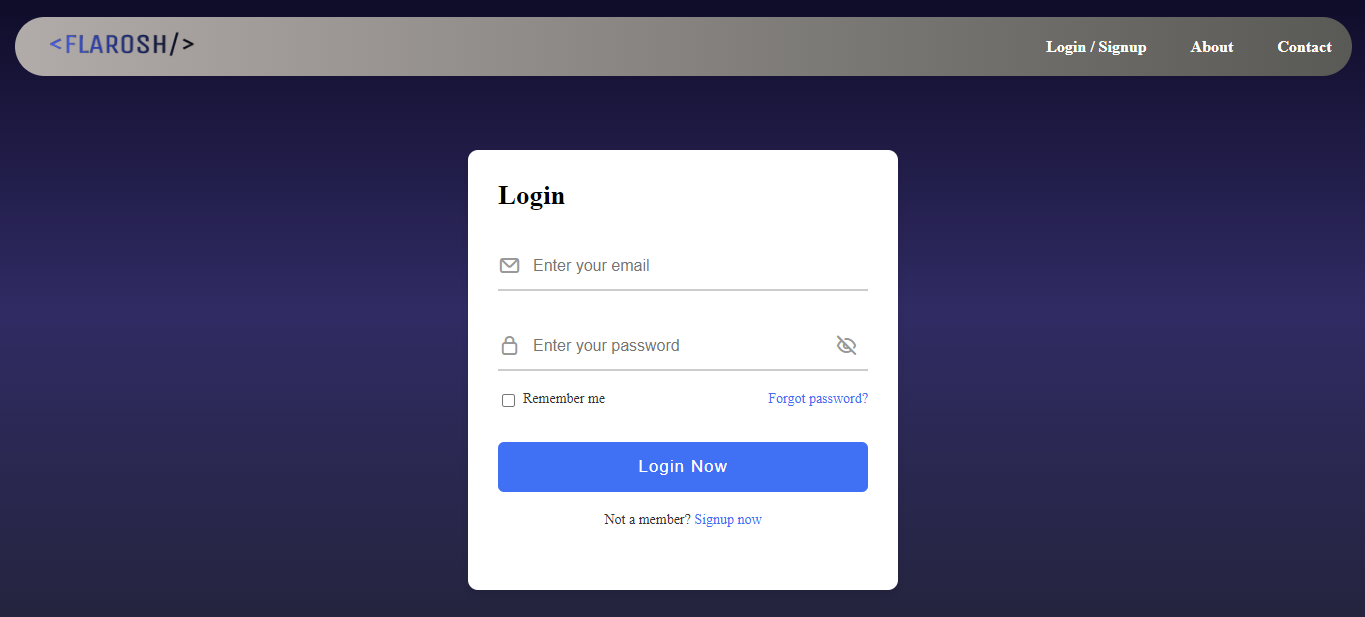 <FLAROSH/>
Login / Signup About Contact
Login
Enter your email
Enter your password
Remember me Forgot password?
Login Now
Not a member? Signup now